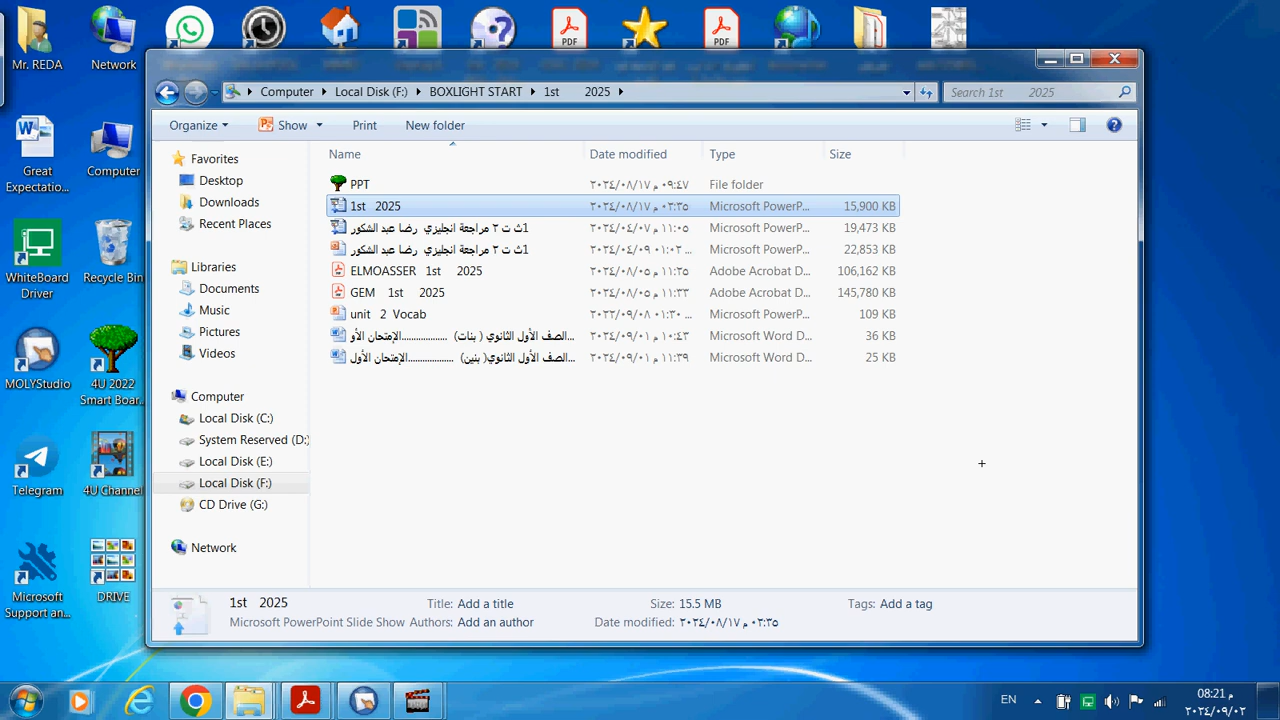 Mr. REDA
Network
PDF
PDF
Great
Expectatio...
Computer
WhiteBoard
Driver
Recycle Bin
MOLYStudio
4U 2022
Smart Boar...
Telegram
4U Channel
Microsoft
Support an...
DRIVE
Computer
Local Disk (F:)
BOXLIGHT START
1st 2025
Search 1st 2025
Organize
Show
Print
New folder
Name Date modified Type Size
Favorites
Desktop
Downloads
Recent Places
Libraries
Documents
Music
Pictures
Videos
Computer
Local Disk (C:)
System Reserved (D:)
Local Disk (E:)
Local Disk (F:)
CD Drive (G:)
Network
PPT ٢٠٢٤/٠٨/١٧ م ٠٩:٤٧ File folder
1st 2025 ٢٠٢٤/٠٨/١٧ م ٠٣:٣٥ Microsoft PowerP... 15,900 KB
1ث ت ٣ مراجعة انجليزي رضا عبد الشكور ٢٠٢٤/٠٤/٠٧ م ١١:٠٥ Microsoft PowerP... 19,473 KB
1ث ت ٣ مراجعة انجليزي رضا عبد الشكور ٢٠٢٤/٠٤/٠٩ ٠١:٠٣ ... Microsoft PowerP... 22,853 KB
ELMOASSER 1st 2025 ٢٠٢٤/٠٨/٠٥ م ١١:٣٥ Adobe Acrobat D... 106,162 KB
GEM 1st 2025 ٢٠٢٤/٠٨/٠٥ م ١١:٣٣ Adobe Acrobat D... 145,780 KB
unit 2 Vocab ٢٠٢٢/٠٩/٠٨ ٠١:٣٠ ... Microsoft PowerP... 109 KB
الصف الأول الثانوي ( بنات) ..................الإمتحان الأو... ٢٠٢٤/٠٩/٠١ م ١٠:٤٣ Microsoft Word D... 36 KB
الصف الأول الثانوي( بنين) ..................الإمتحان الأول... ٢٠٢٤/٠٩/٠١ م ١١:٣٩ Microsoft Word D... 25 KB
1st 2025 Title: Add a title Size: 15.5 MB Tags: Add a tag
Microsoft PowerPoint Slide Show Authors: Add an author Date modified: ٢٠٢٤/٠٨/١٧ م ٠٣:٣٥
EN
08:21 م
٢٠٢٤/٠٩/٠٢